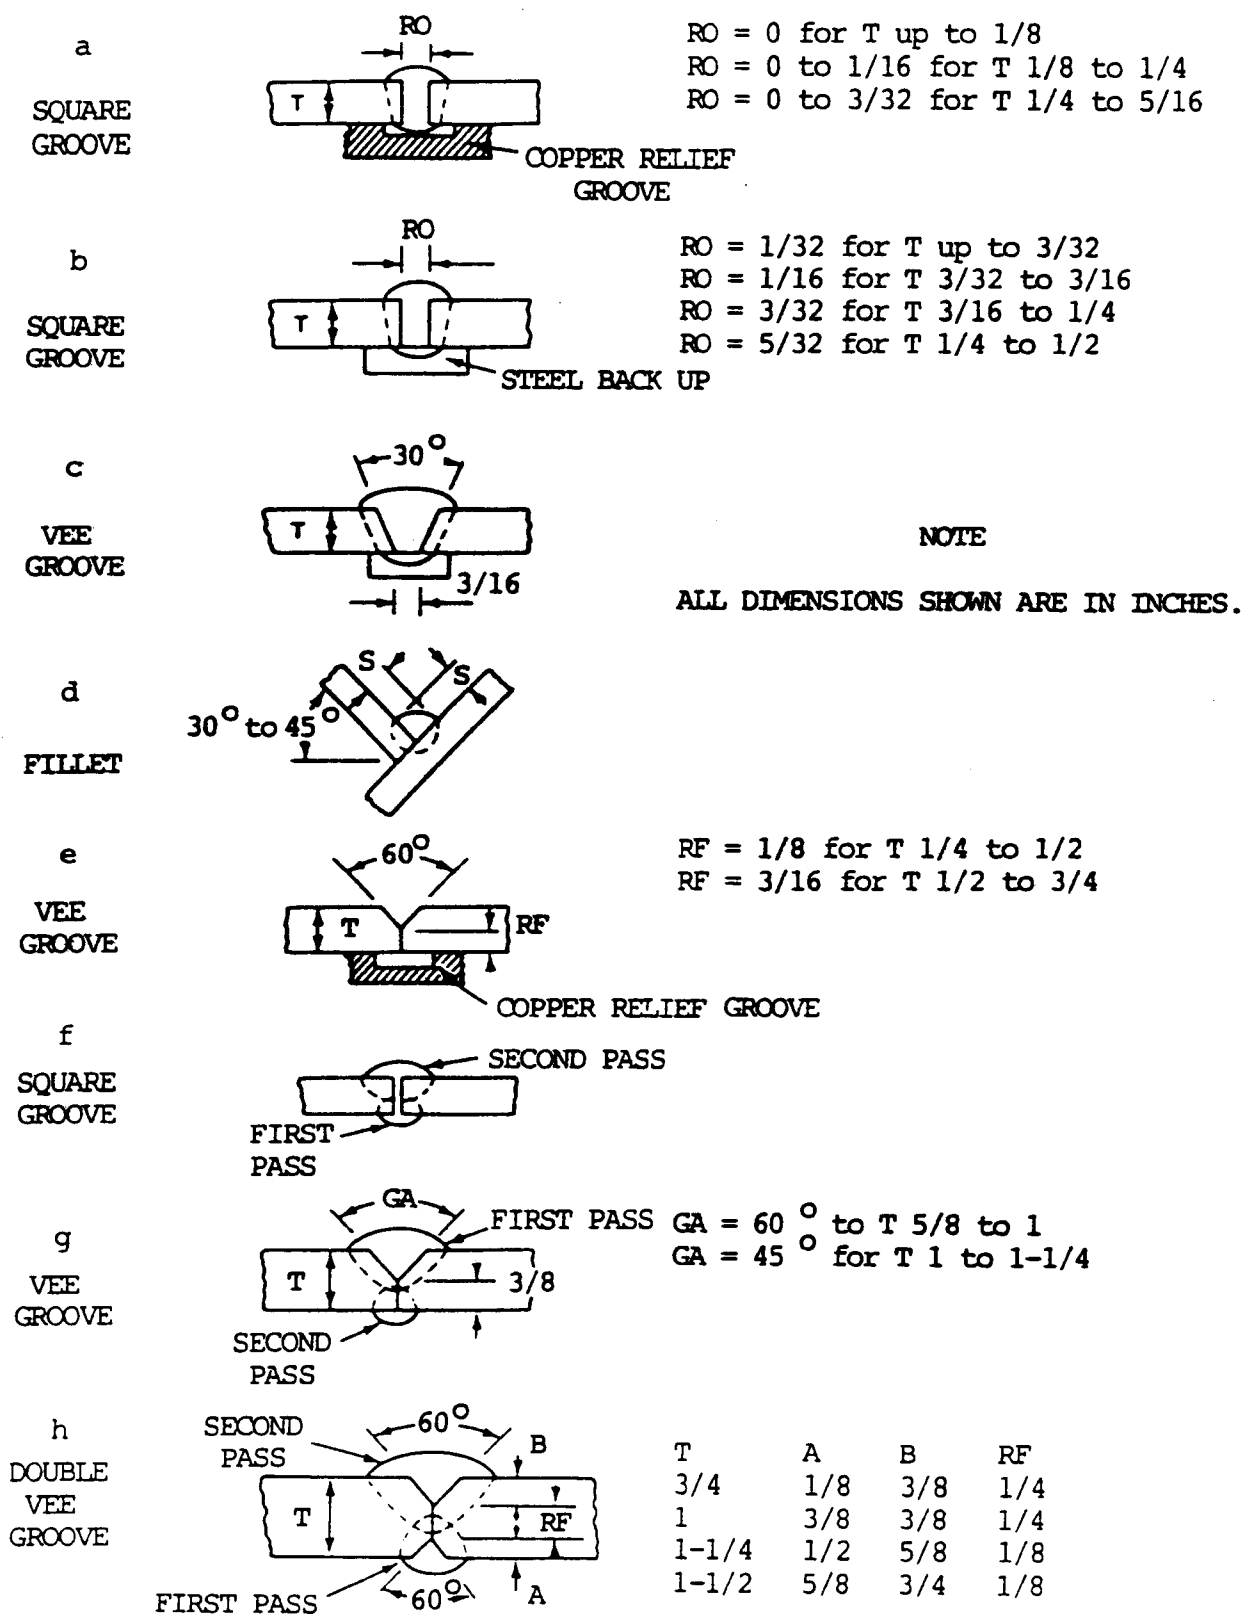 a
SQUARE
GROOVE
RO
T
COPPER RELIEF
GROOVE
RO = 0 for T up to 1/8
RO = 0 to 1/16 for T 1/8 to 1/4
RO = 0 to 3/32 for T 1/4 to 5/16
b
SQUARE
GROOVE
RO
T
STEEL BACK UP
RO = 1/32 for T up to 3/32
RO = 1/16 for T 3/32 to 3/16
RO = 3/32 for T 3/16 to 1/4
RO = 5/32 for T 1/4 to 1/2
c
VEE
GROOVE
30°
T
3/16
NOTE
ALL DIMENSIONS SHOWN ARE IN INCHES.
d
FILLET
S
S
30° to 45°
e
VEE
GROOVE
60°
T
RF
COPPER RELIEF GROOVE
RF = 1/8 for T 1/4 to 1/2
RF = 3/16 for T 1/2 to 3/4
f
SQUARE
GROOVE
SECOND PASS
FIRST
PASS
g
VEE
GROOVE
GA
FIRST PASS
T
3/8
SECOND
PASS
GA = 60° to T 5/8 to 1
GA = 45° for T 1 to 1-1/4
h
DOUBLE
VEE
GROOVE
SECOND
PASS
60°
B
T
RF
FIRST PASS
60°
A
T A B RF
3/4 1/8 3/8 1/4
1 3/8 3/8 1/4
1-1/4 1/2 5/8 1/8
1-1/2 5/8 3/4 1/8